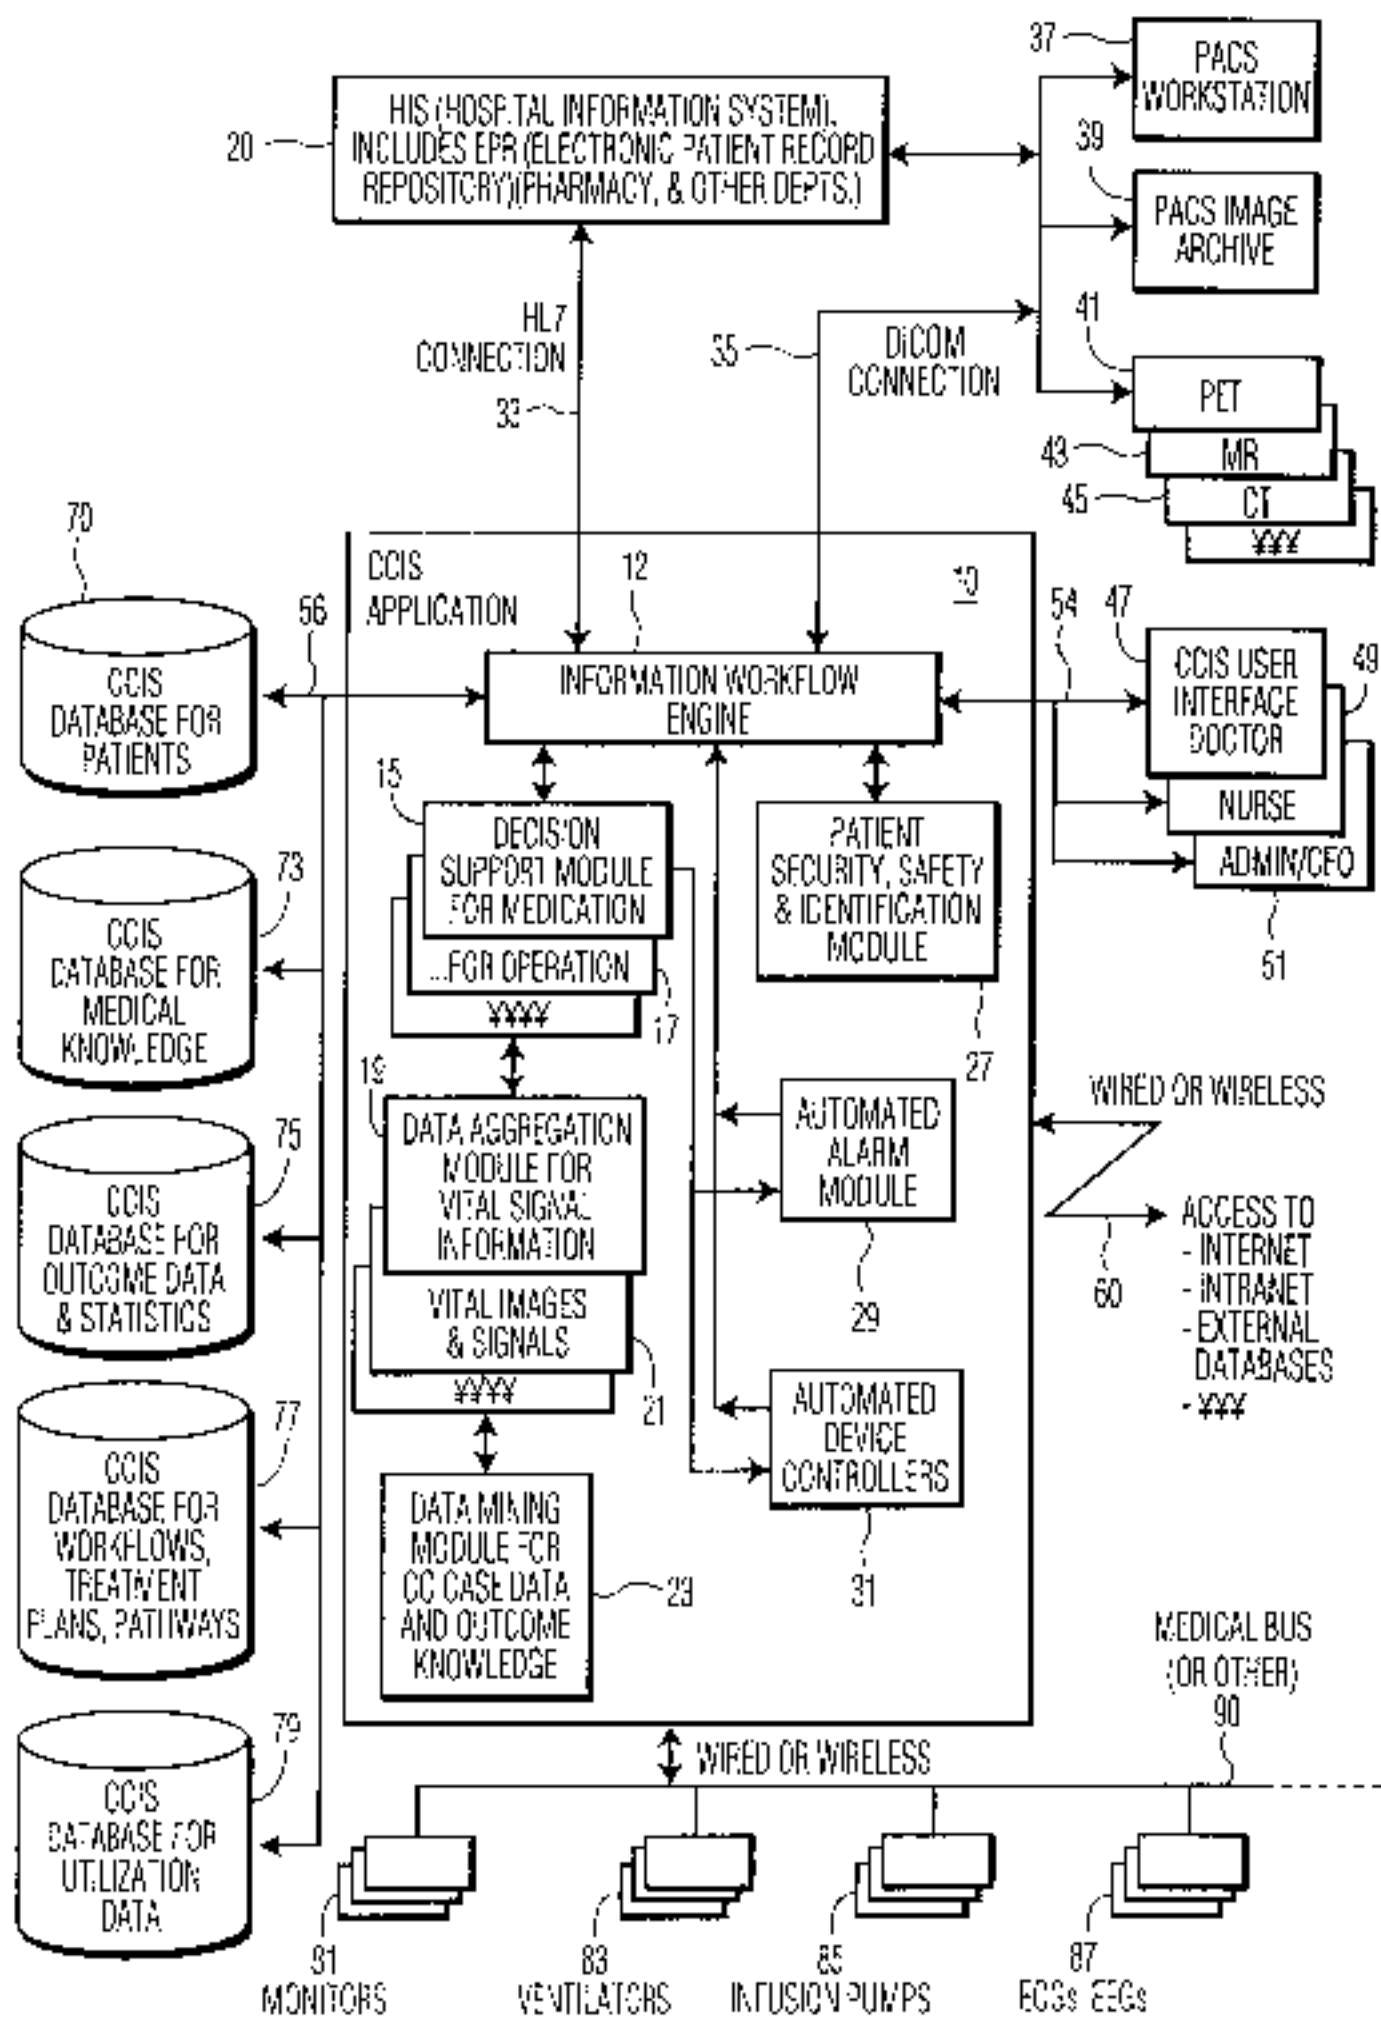 37
PACS
WORKSTATION
HIS (HOSPITAL INFORMATION SYSTEM),
INCLUDES EPR (ELECTRONIC PATIENT RECORD
REPOSITORY)(PHARMACY, & OTHER DEPTS.)
20
39
PACS IMAGE
ARCHIVE
HL7
CONNECTION
33
35
DiCOM
CONNECTION
41
PET
43
MR
45
CT
¥¥¥
70
CCIS
DATABASE FOR
PATIENTS
56
CCIS
APPLICATION
12
10
INFORMATION WORKFLOW
ENGINE
54
47
CCIS USER
INTERFACE
DOCTOR
49
NURSE
ADMIN/CFO
51
15
DECISION
SUPPORT MODULE
FOR MEDICATION
...FOR OPERATION
¥¥¥¥
17
PATIENT
SECURITY, SAFETY
& IDENTIFICATION
MODULE
27
73
CCIS
DATABASE FOR
MEDICAL
KNOWLEDGE
19
DATA AGGREGATION
MODULE FOR
VITAL SIGNAL
INFORMATION
VITAL IMAGES
& SIGNALS
¥¥¥¥
21
AUTOMATED
ALARM
MODULE
29
WIRED OR WIRELESS
60
ACCESS TO
- INTERNET
- INTRANET
- EXTERNAL
DATABASES
- ¥¥¥
75
CCIS
DATABASE FOR
OUTCOME DATA
& STATISTICS
AUTOMATED
DEVICE
CONTROLLERS
31
77
CCIS
DATABASE FOR
WORKFLOWS,
TREATMENT
PLANS, PATHWAYS
DATA MINING
MODULE FOR
CC CASE DATA
AND OUTCOME
KNOWLEDGE
23
MEDICAL BUS
(OR OTHER)
90
79
CCIS
DATABASE FOR
UTILIZATION
DATA
WIRED OR WIRELESS
81
MONITORS
83
VENTILATORS
85
INFUSION PUMPS
87
ECGs EEGs